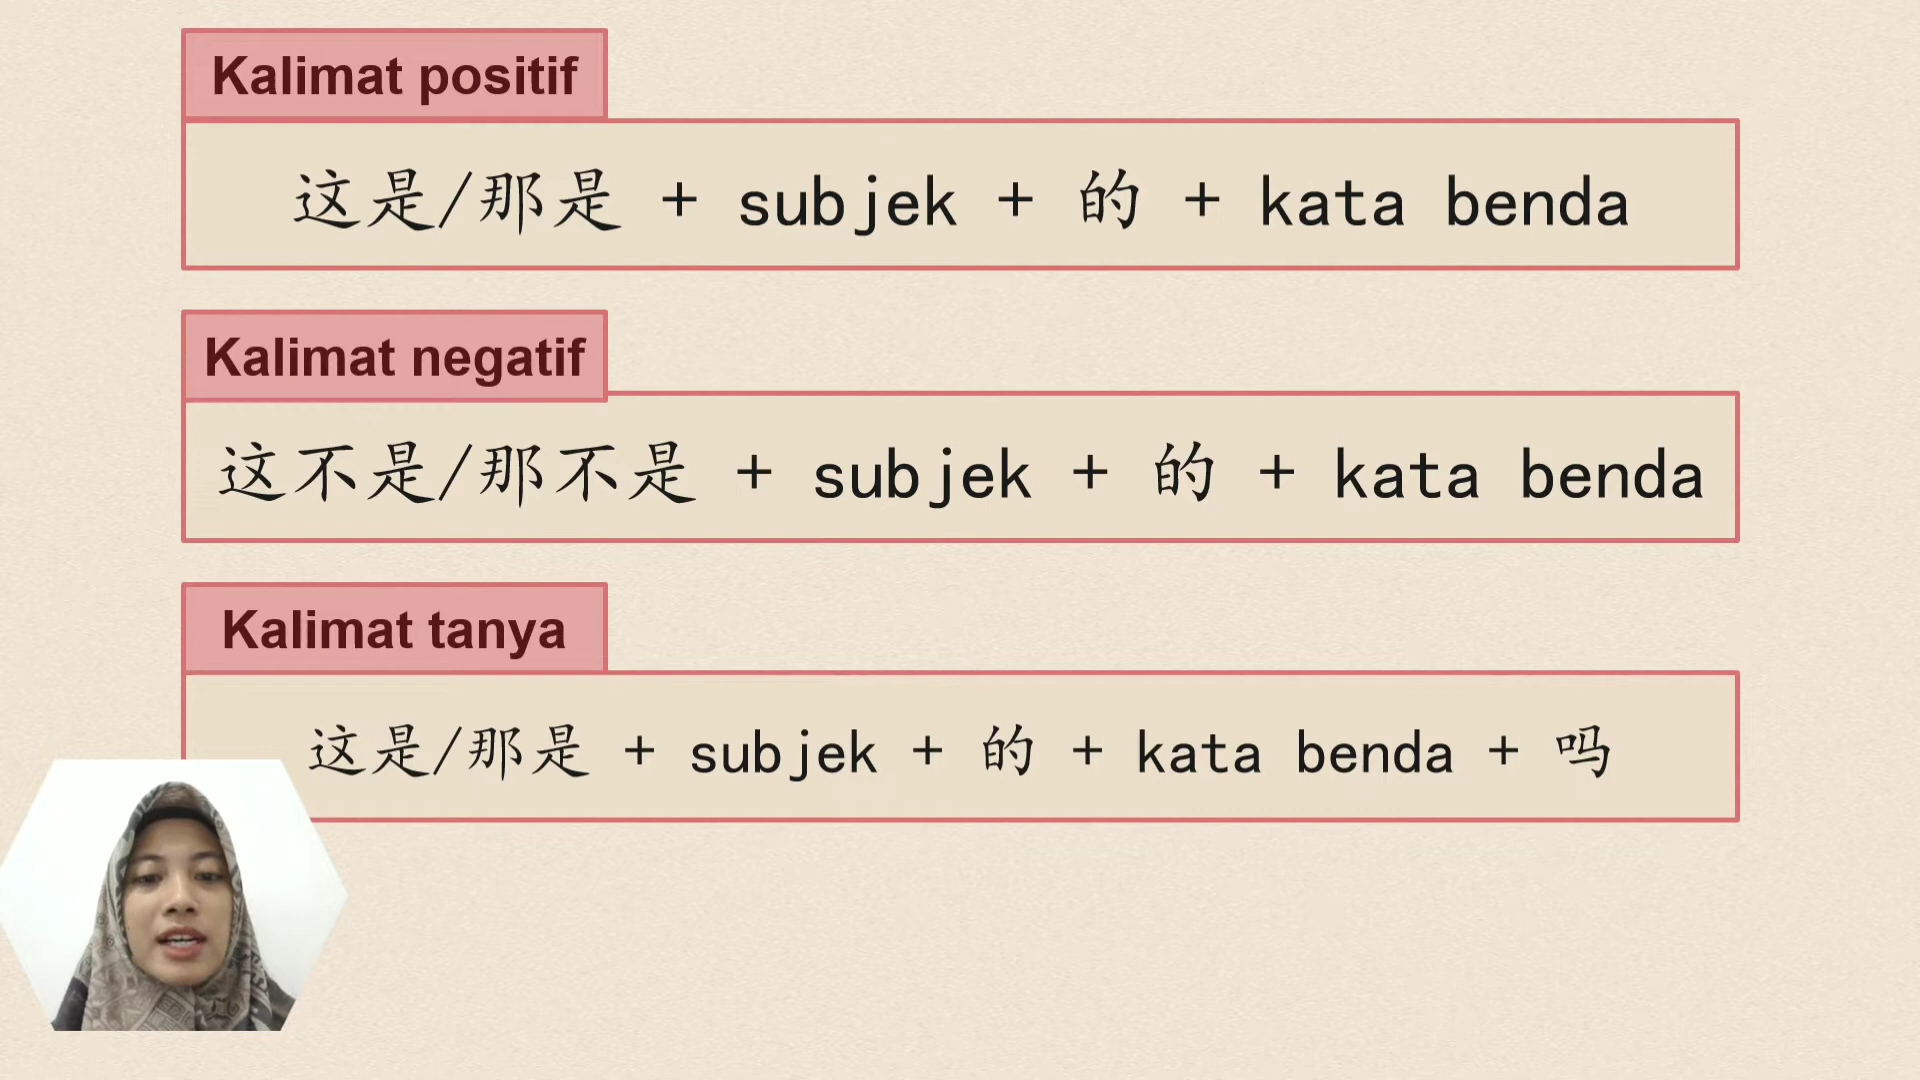 Kalimat positif
这是/那是 + subjek + 的 + kata benda
Kalimat negatif
这不是/那不是 + subjek + 的 + kata benda
Kalimat tanya
这是/那是 + subjek + 的 + kata benda + 吗